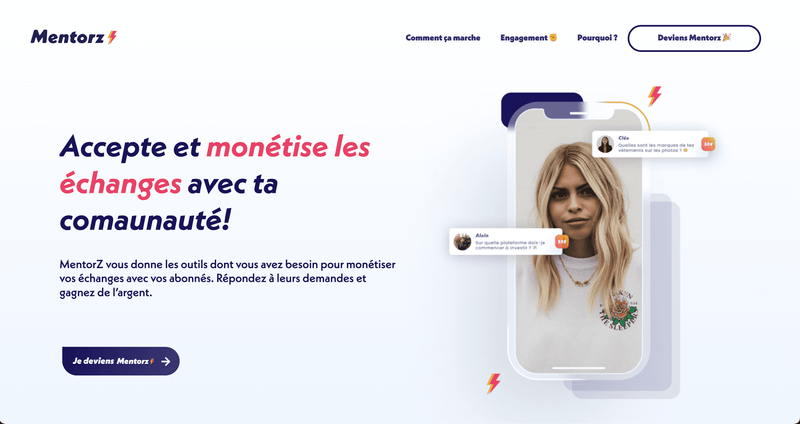 Mentorz
Comment ça marche
Engagement ✊
Pourquoi ?
Deviens Mentorz 🎉
Accepte et monétise les
échanges avec ta
comaunauté!
MentorZ vous donne les outils dont vous avez besoin pour monétiser
vos échanges avec vos abonnés. Répondez à leurs demandes et
gagnez de l'argent.
Je deviens Mentorz
Cléa
Quelles sont les marques de tes
vêtements sur les photos ?
Alain
Sur quelle plateforme dois-je
commencer à investir ?
THE SLEEPERS